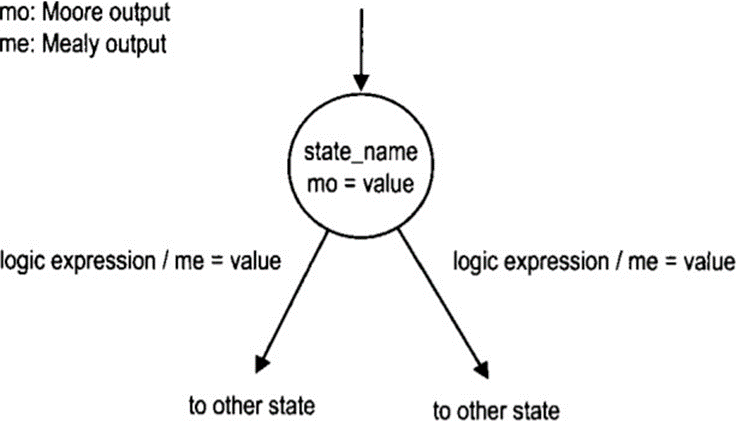 mo: Moore output
me: Mealy output
state_name
mo = value
logic expression / me = value
logic expression / me = value
to other state
to other state